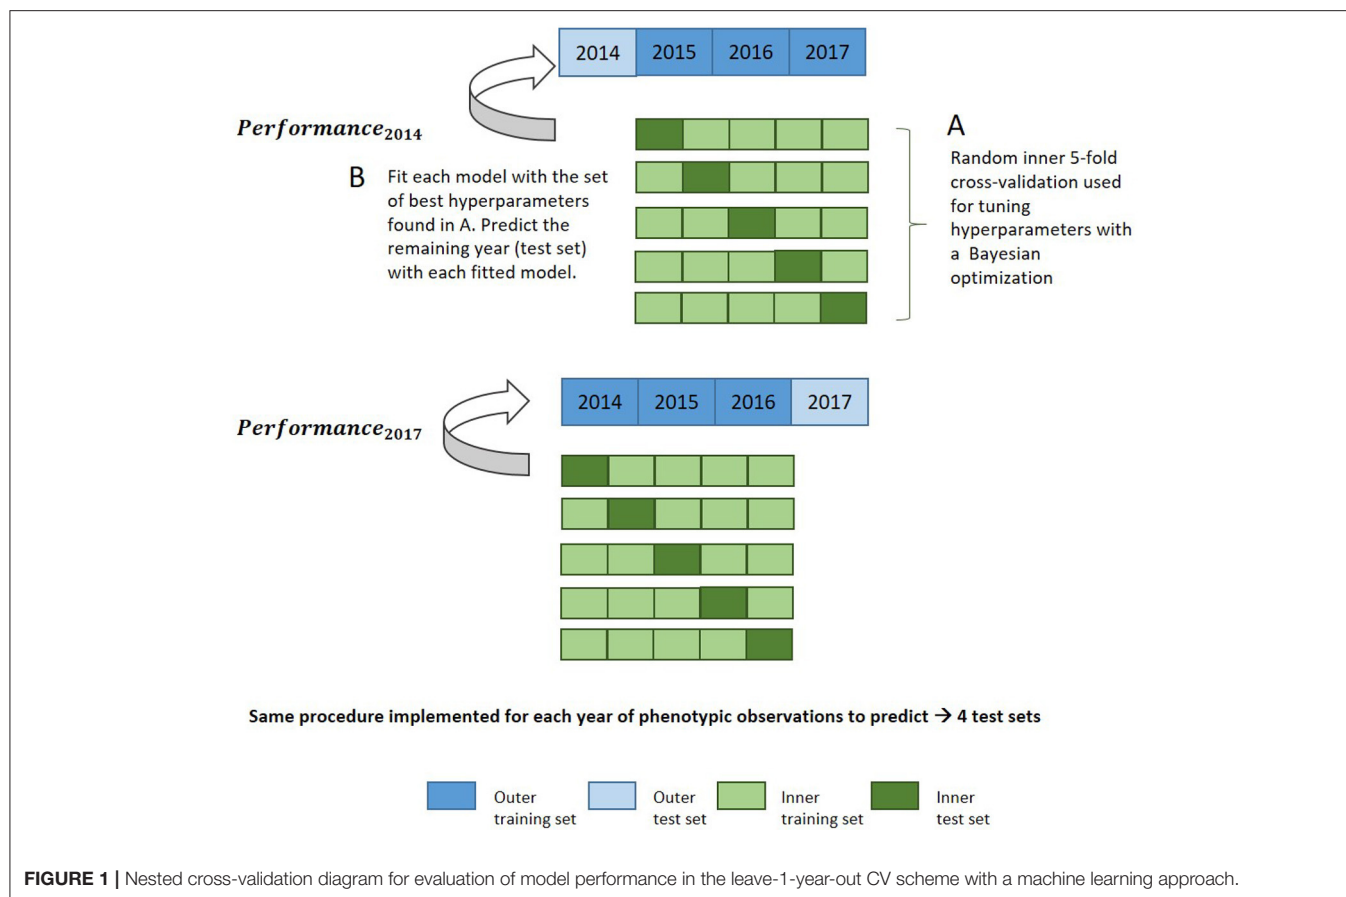 2014 2015 2016 2017
Performance2014
A
Random inner 5-fold
cross-validation used
for tuning
hyperparameters with
a Bayesian
optimization
B
Fit each model with the set
of best hyperparameters
found in A. Predict the
remaining year (test set)
with each fitted model.
2014 2015 2016 2017
Performance2017
Same procedure implemented for each year of phenotypic observations to predict → 4 test sets
Outer
training set
Outer
test set
Inner
training set
Inner
test set
FIGURE 1 | Nested cross-validation diagram for evaluation of model performance in the leave-1-year-out CV scheme with a machine learning approach.